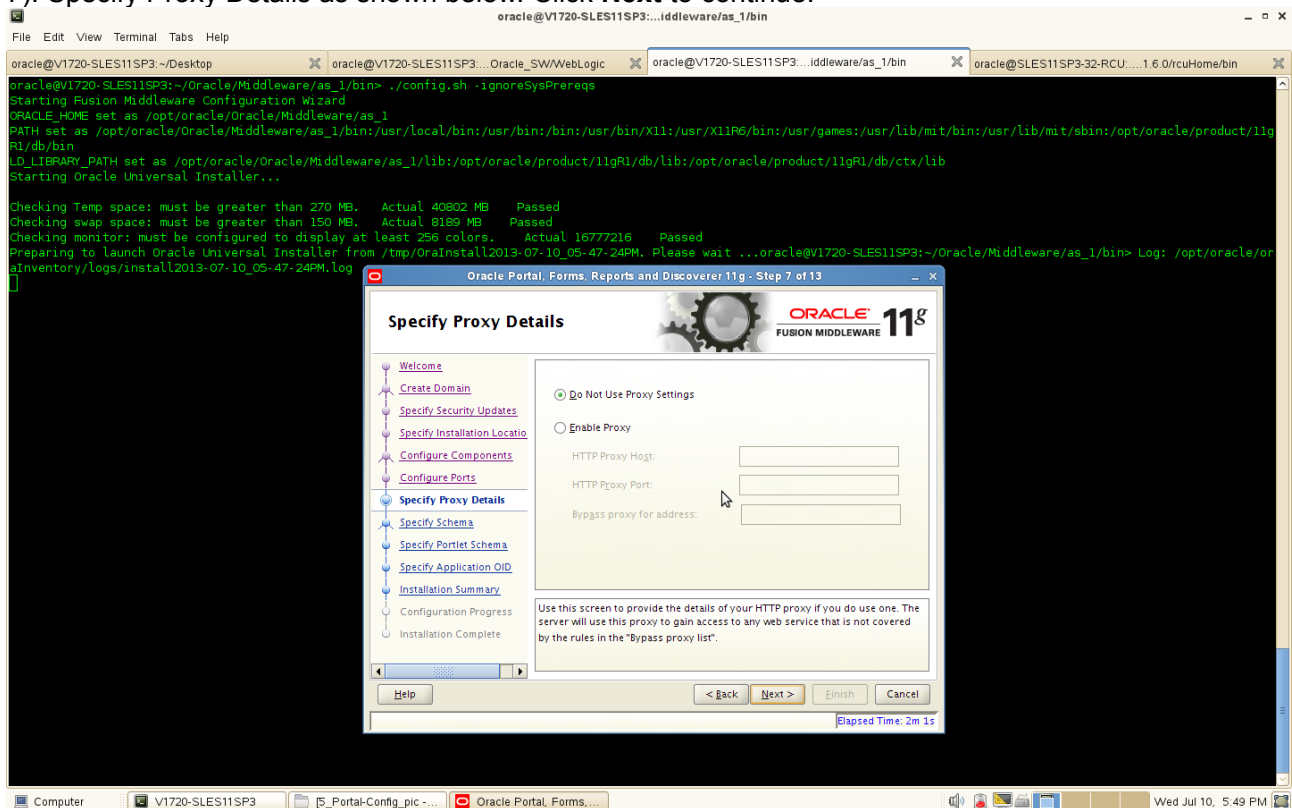 7). Specify Proxy Details as shown below. Click Next to continue.
oracle@V1720-SLES11SP3:...iddleware/as_1/bin
File Edit View Terminal Tabs Help
oracle@V1720-SLES11SP3:~/Desktop
oracle@V1720-SLES11SP3:...Oracle_SW/WebLogic
oracle@V1720-SLES11SP3:...iddleware/as_1/bin
oracle@SLES11SP3-32-RCU:....1.6.0/rcuHome/bin
oracle@V1720-SLES11SP3:~/Oracle/Middleware/as_1/bin> ./config.sh -ignoreSysPrereqs
Starting Fusion Middleware Configuration Wizard
ORACLE_HOME set as /opt/oracle/Oracle/Middleware/as_1
PATH set as /opt/oracle/Oracle/Middleware/as_1/bin:/usr/local/bin:/usr/bin:/bin:/usr/bin/X11:/usr/X11R6/bin:/usr/games:/usr/lib/mit/bin:/usr/lib/mit/sbin:/opt/oracle/product/11g
R1/db/bin
LD_LIBRARY_PATH set as /opt/oracle/Oracle/Middleware/as_1/lib:/opt/oracle/product/11gR1/db/lib:/opt/oracle/product/11gR1/db/ctx/lib
Starting Oracle Universal Installer...
Checking Temp space: must be greater than 270 MB. Actual 40802 MB Passed
Checking swap space: must be greater than 150 MB. Actual 8189 MB Passed
Checking monitor: must be configured to display at least 256 colors. Actual 16777216 Passed
Preparing to launch Oracle Universal Installer from /tmp/OraInstall2013-07-10_05-47-24PM. Please wait ...oracle@V1720-SLES11SP3:~/Oracle/Middleware/as_1/bin> Log: /opt/oracle/or
aInventory/logs/install2013-07-10_05-47-24PM.log
Oracle Portal, Forms, Reports and Discoverer 11g - Step 7 of 13
Specify Proxy Details
ORACLE
FUSION MIDDLEWARE
11g
Welcome
Create Domain
Specify Security Updates
Specify Installation Locatio
Configure Components
Configure Ports
Specify Proxy Details
Specify Schema
Specify Portlet Schema
Specify Application OID
Installation Summary
Configuration Progress
Installation Complete
Do Not Use Proxy Settings
Enable Proxy
HTTP Proxy Host:
HTTP Proxy Port:
Bypass proxy for address:
Use this screen to provide the details of your HTTP proxy if you do use one. The
server will use this proxy to gain access to any web service that is not covered
by the rules in the "Bypass proxy list".
Help
< Back
Next >
Finish
Cancel
Elapsed Time: 2m 1s
Computer
V1720-SLES11SP3
[5_Portal-Config_pic -...
Oracle Portal, Forms,...
Wed Jul 10, 5:49 PM